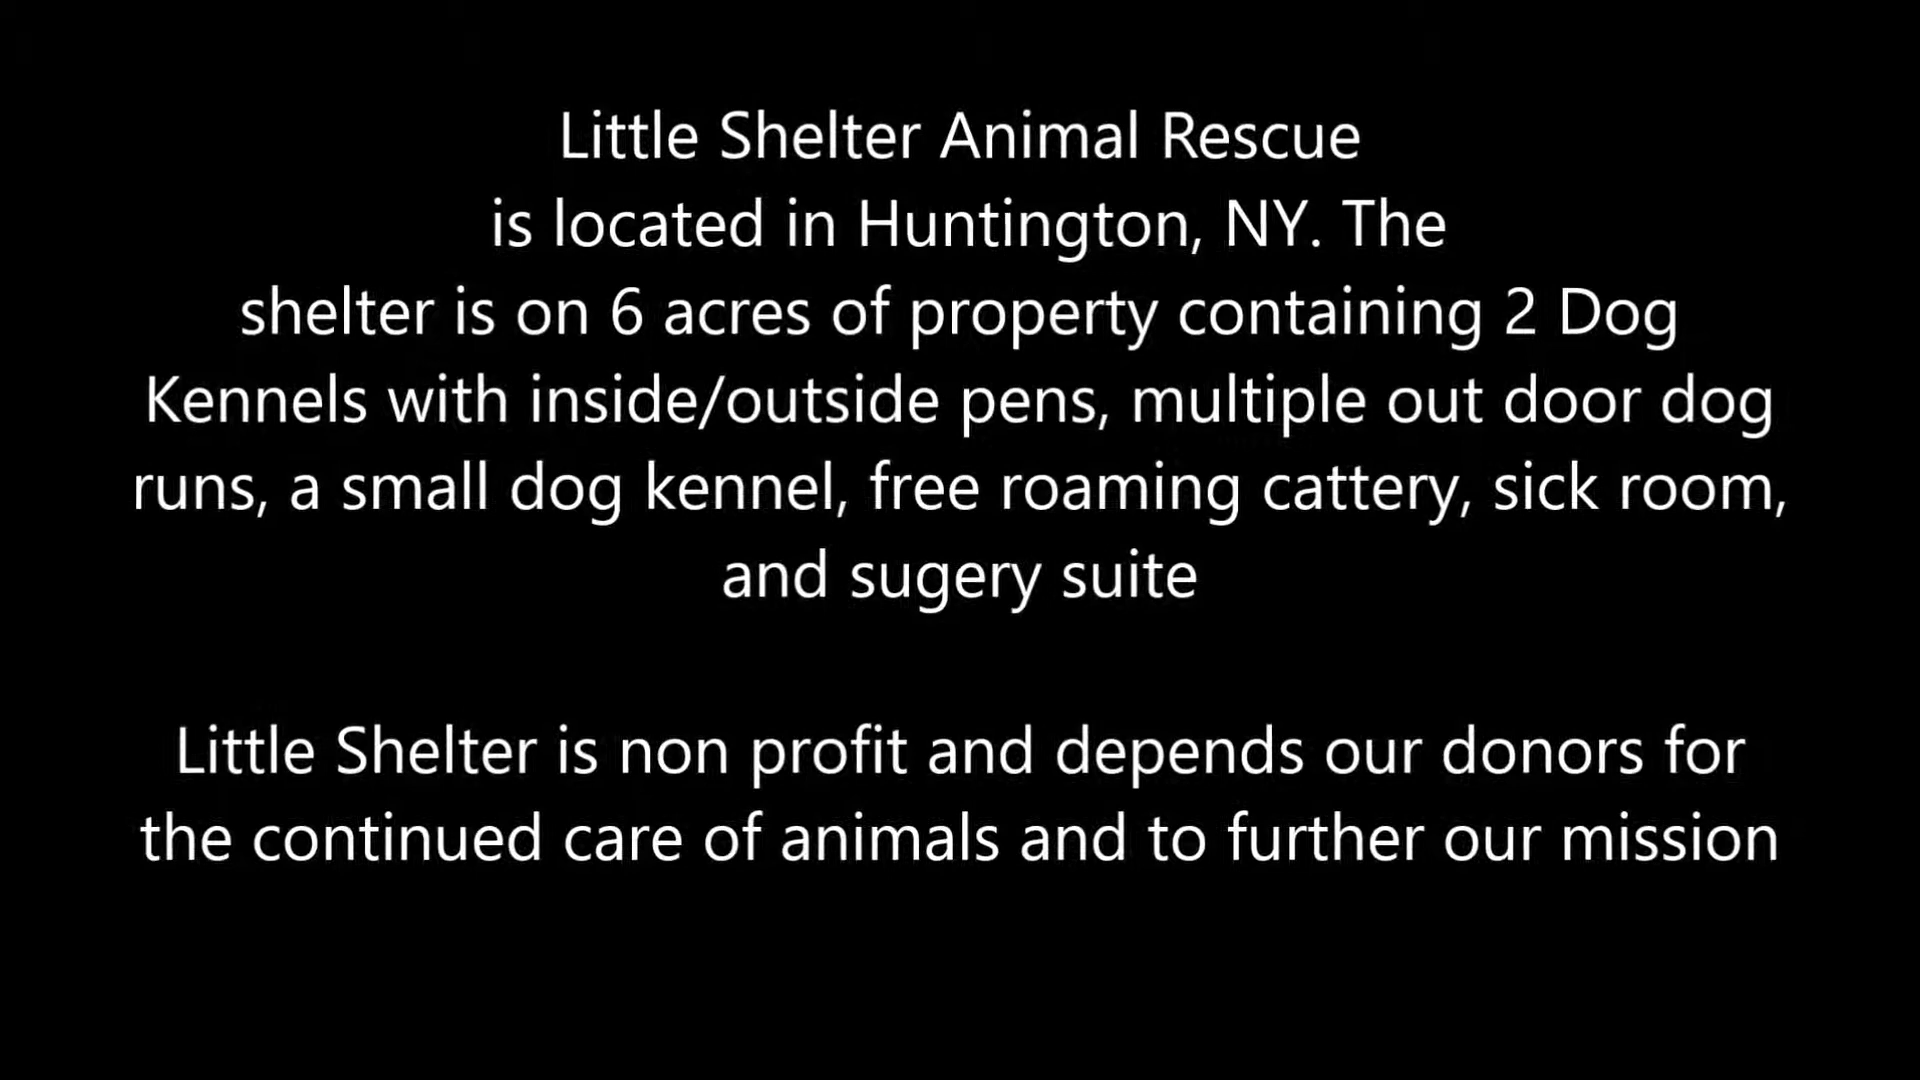 Little Shelter Animal Rescue
is located in Huntington, NY. The
shelter is on 6 acres of property containing 2 Dog
Kennels with inside/outside pens, multiple out door dog
runs, a small dog kennel, free roaming cattery, sick room,
and sugery suite
Little Shelter is non profit and depends our donors for
the continued care of animals and to further our mission